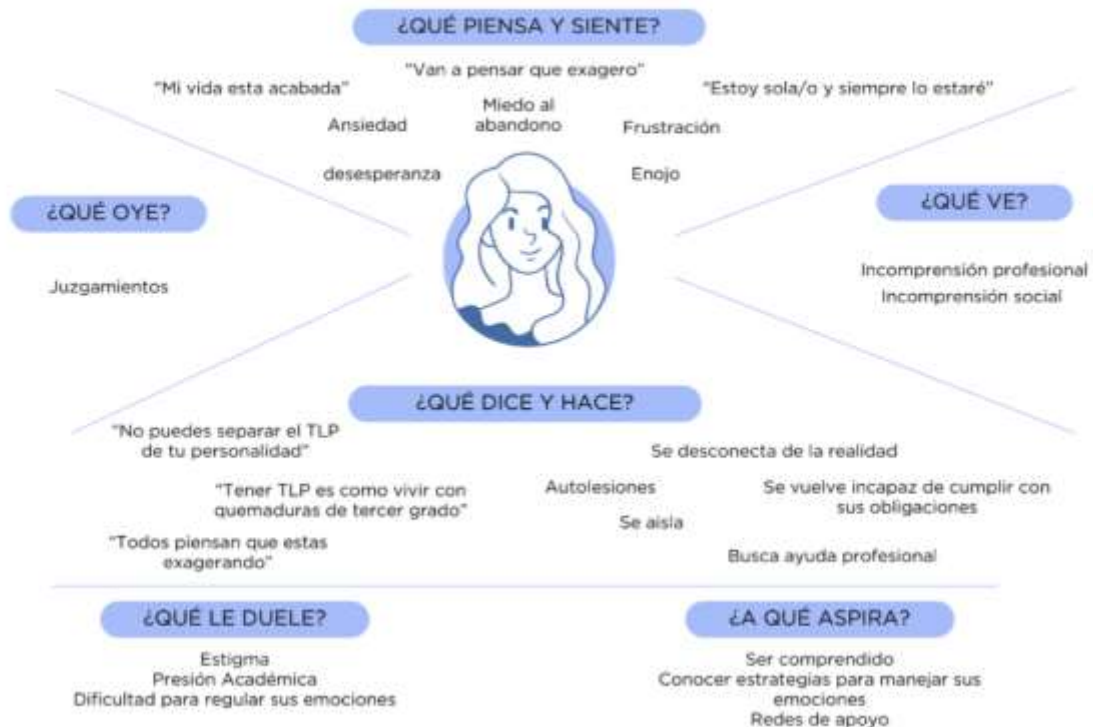 ¿QUÉ PIENSA Y SIENTE?
"Van a pensar que exagero"
"Mi vida esta acabada"
"Estoy sola/o y siempre lo estaré"
Miedo al
abandono
Ansiedad
Frustración
desesperanza
Enojo
¿QUÉ OYE?
Juzgamientos
¿QUÉ VE?
Incomprensión profesional
Incomprensión social
¿QUÉ DICE Y HACE?
"No puedes separar el TLP
de tu personalidad"
"Tener TLP es como vivir con
quemaduras de tercer grado"
"Todos piensan que estas
exagerando"
Se desconecta de la realidad
Autolesiones
Se vuelve incapaz de cumplir con
sus obligaciones
Se aisla
Busca ayuda profesional
¿QUÉ LE DUELE?
Estigma
Presión Académica
Dificultad para regular sus emociones
¿A QUÉ ASPIRA?
Ser comprendido
Conocer estrategias para manejar sus
emociones
Redes de apoyo